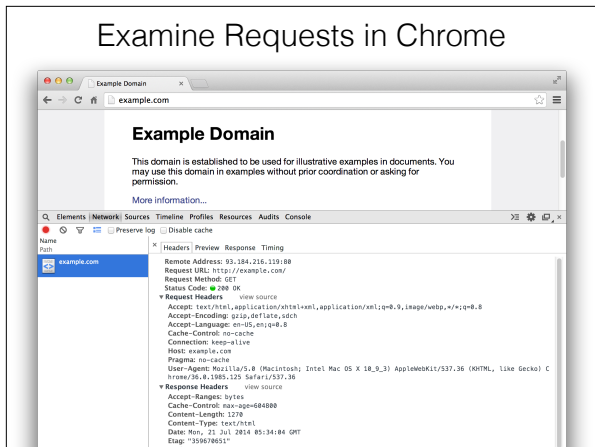 Examine Requests in Chrome
Example Domain
example.com
Example Domain
This domain is established to be used for illustrative examples in documents. You
may use this domain in examples without prior coordination or asking for
permission.
More information...
Elements Network Sources Timeline Profiles Resources Audits Console
Preserve log Disable cache
Name
Path
Headers Preview Response Timing
example.com
Remote Address: 93.184.216.119:80
Request URL: http://example.com/
Request Method: GET
Status Code: 200 OK
Request Headers view source
Accept: text/html,application/xhtml+xml,application/xml;q=0.9,image/webp,*/*;q=0.8
Accept-Encoding: gzip,deflate,sdch
Accept-Language: en-US,en;q=0.8
Cache-Control: no-cache
Connection: keep-alive
Host: example.com
Pragma: no-cache
User-Agent: Mozilla/5.0 (Macintosh; Intel Mac OS X 10_9_3) AppleWebKit/537.36 (KHTML, like Gecko) C
hrome/36.0.1985.125 Safari/537.36
Response Headers view source
Accept-Ranges: bytes
Cache-Control: max-age=604800
Content-Length: 1270
Content-Type: text/html
Date: Mon, 21 Jul 2014 05:34:04 GMT
Etag: "359670651"